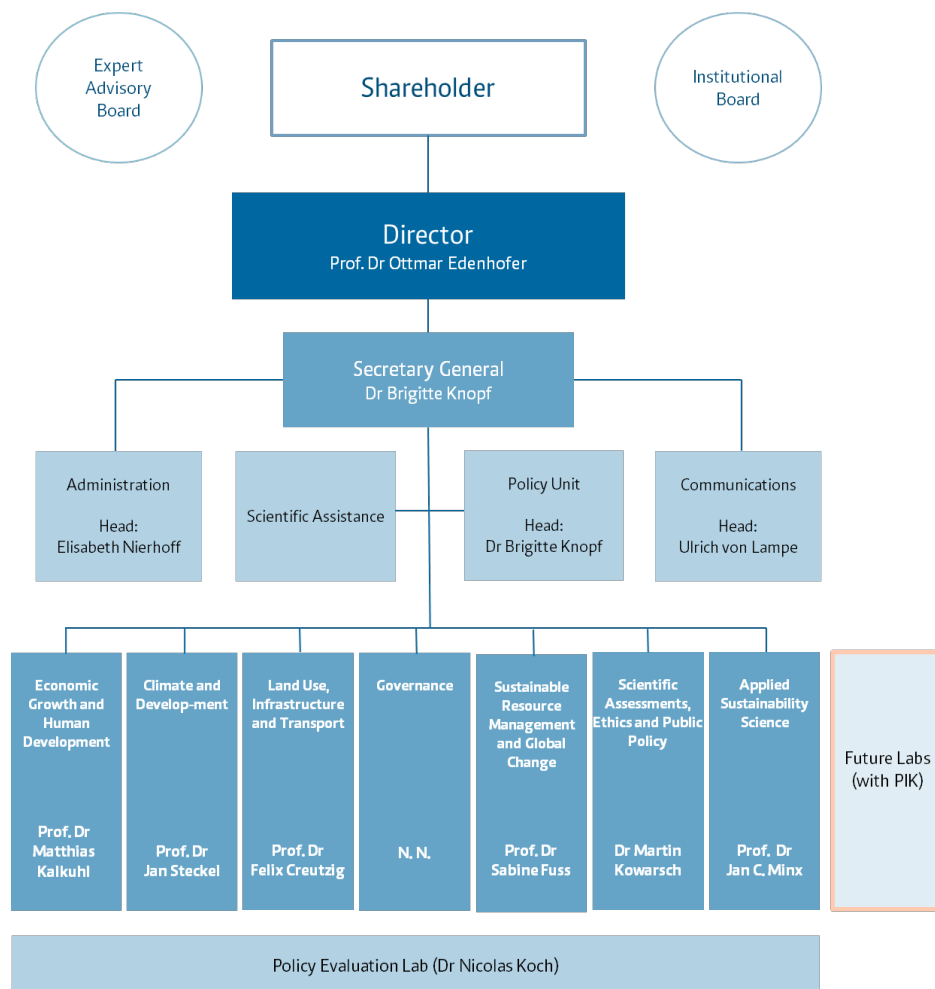 Expert
Advisory
Board
Shareholder
Institutional
Board
Director
Prof. Dr Ottmar Edenhofer
Secretary General
Dr Brigitte Knopf
Administration
Head:
Elisabeth Nierhoff
Scientific Assistance
Policy Unit
Head:
Dr Brigitte Knopf
Communications
Head:
Ulrich von Lampe
Economic
Growth and
Human
Development
Prof. Dr
Matthias
Kalkuhl
Climate and
Develop-ment
Prof. Dr
Jan Steckel
Land Use,
Infrastructure
and Transport
Prof. Dr
Felix Creutzig
Governance
N. N.
Sustainable
Resource
Management
and Global
Change
Prof. Dr
Sabine Fuss
Scientific
Assessments,
Ethics and Public
Policy
Dr Martin
Kowarsch
Applied
Sustainability
Science
Prof. Dr
Jan C. Minx
Future Labs
(with PIK)
Policy Evaluation Lab (Dr Nicolas Koch)